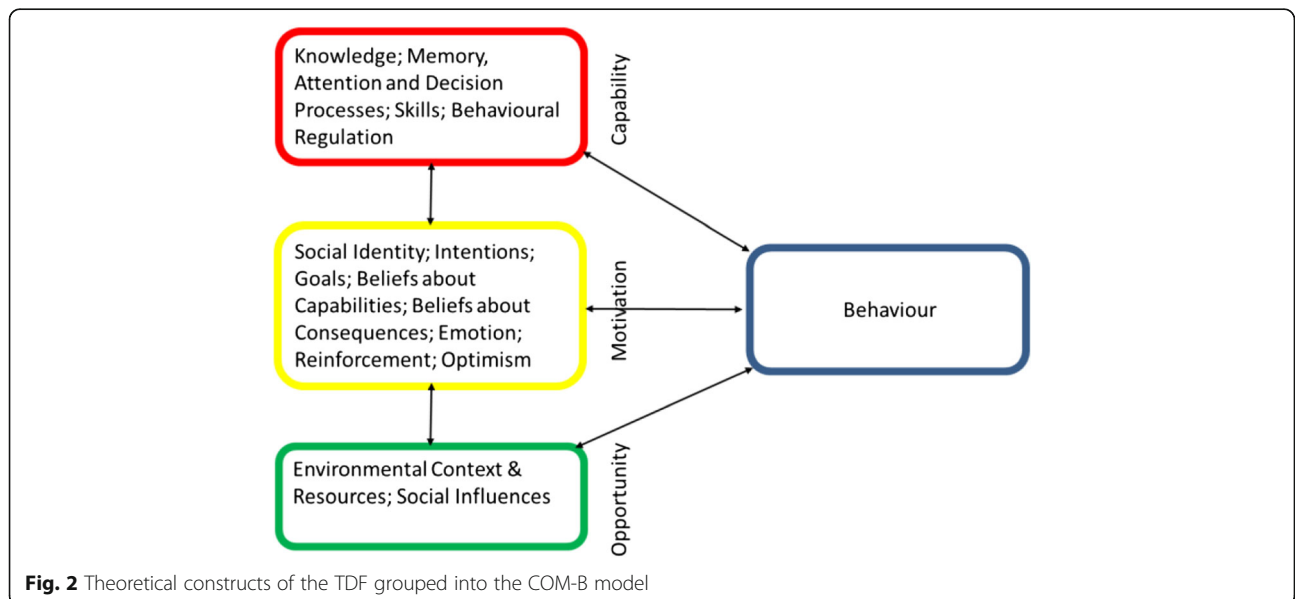 Knowledge; Memory,
Attention and Decision
Processes; Skills; Behavioural
Regulation
Capability
Social Identity; Intentions;
Goals; Beliefs about
Capabilities; Beliefs about
Consequences; Emotion;
Reinforcement; Optimism
Motivation
Behaviour
Environmental Context &
Resources; Social Influences
Opportunity
Fig. 2 Theoretical constructs of the TDF grouped into the COM-B model